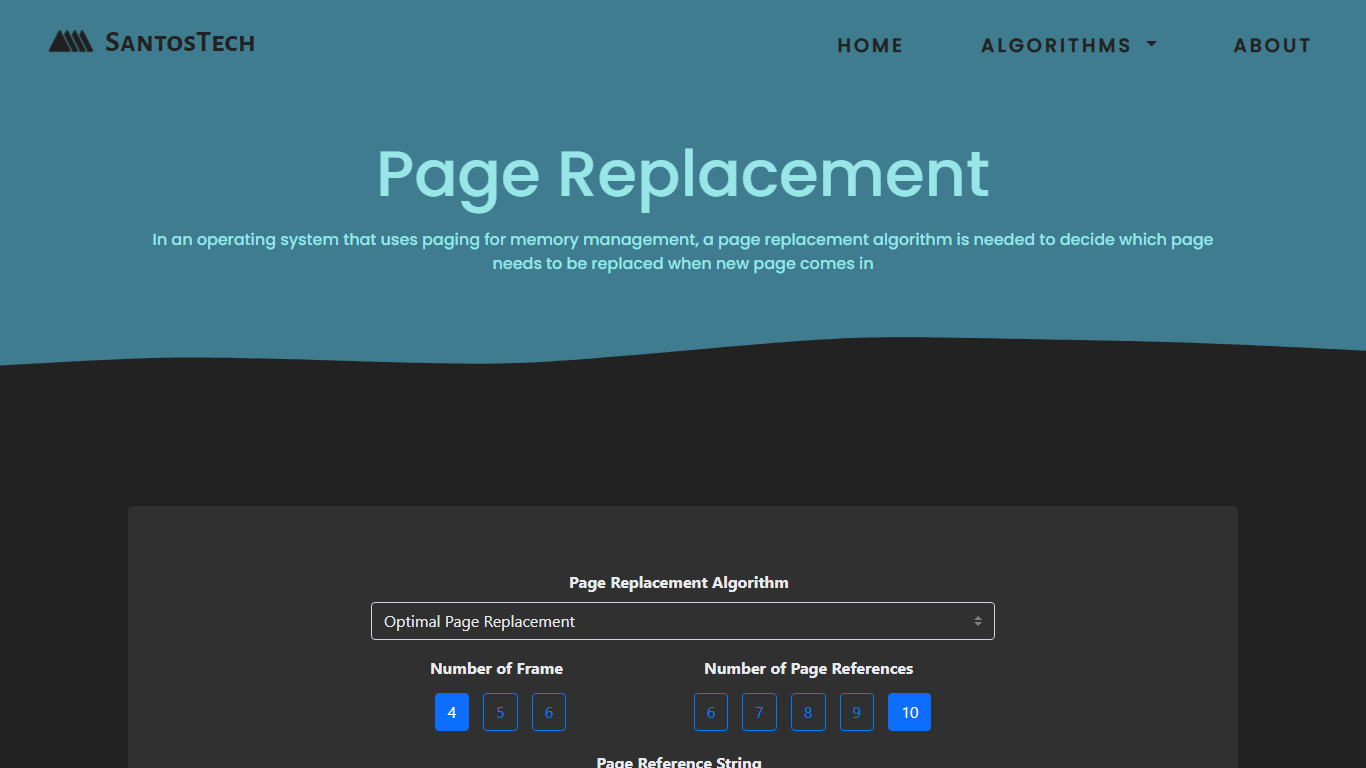 SANTOSTECH
HOME
ALGORITHMS
ABOUT
Page Replacement
In an operating system that uses paging for memory management, a page replacement algorithm is needed to decide which page
needs to be replaced when new page comes in
Page Replacement Algorithm
Optimal Page Replacement
Number of Frame
Number of Page References
4 5 6
6 7 8 9 10
Page Reference String